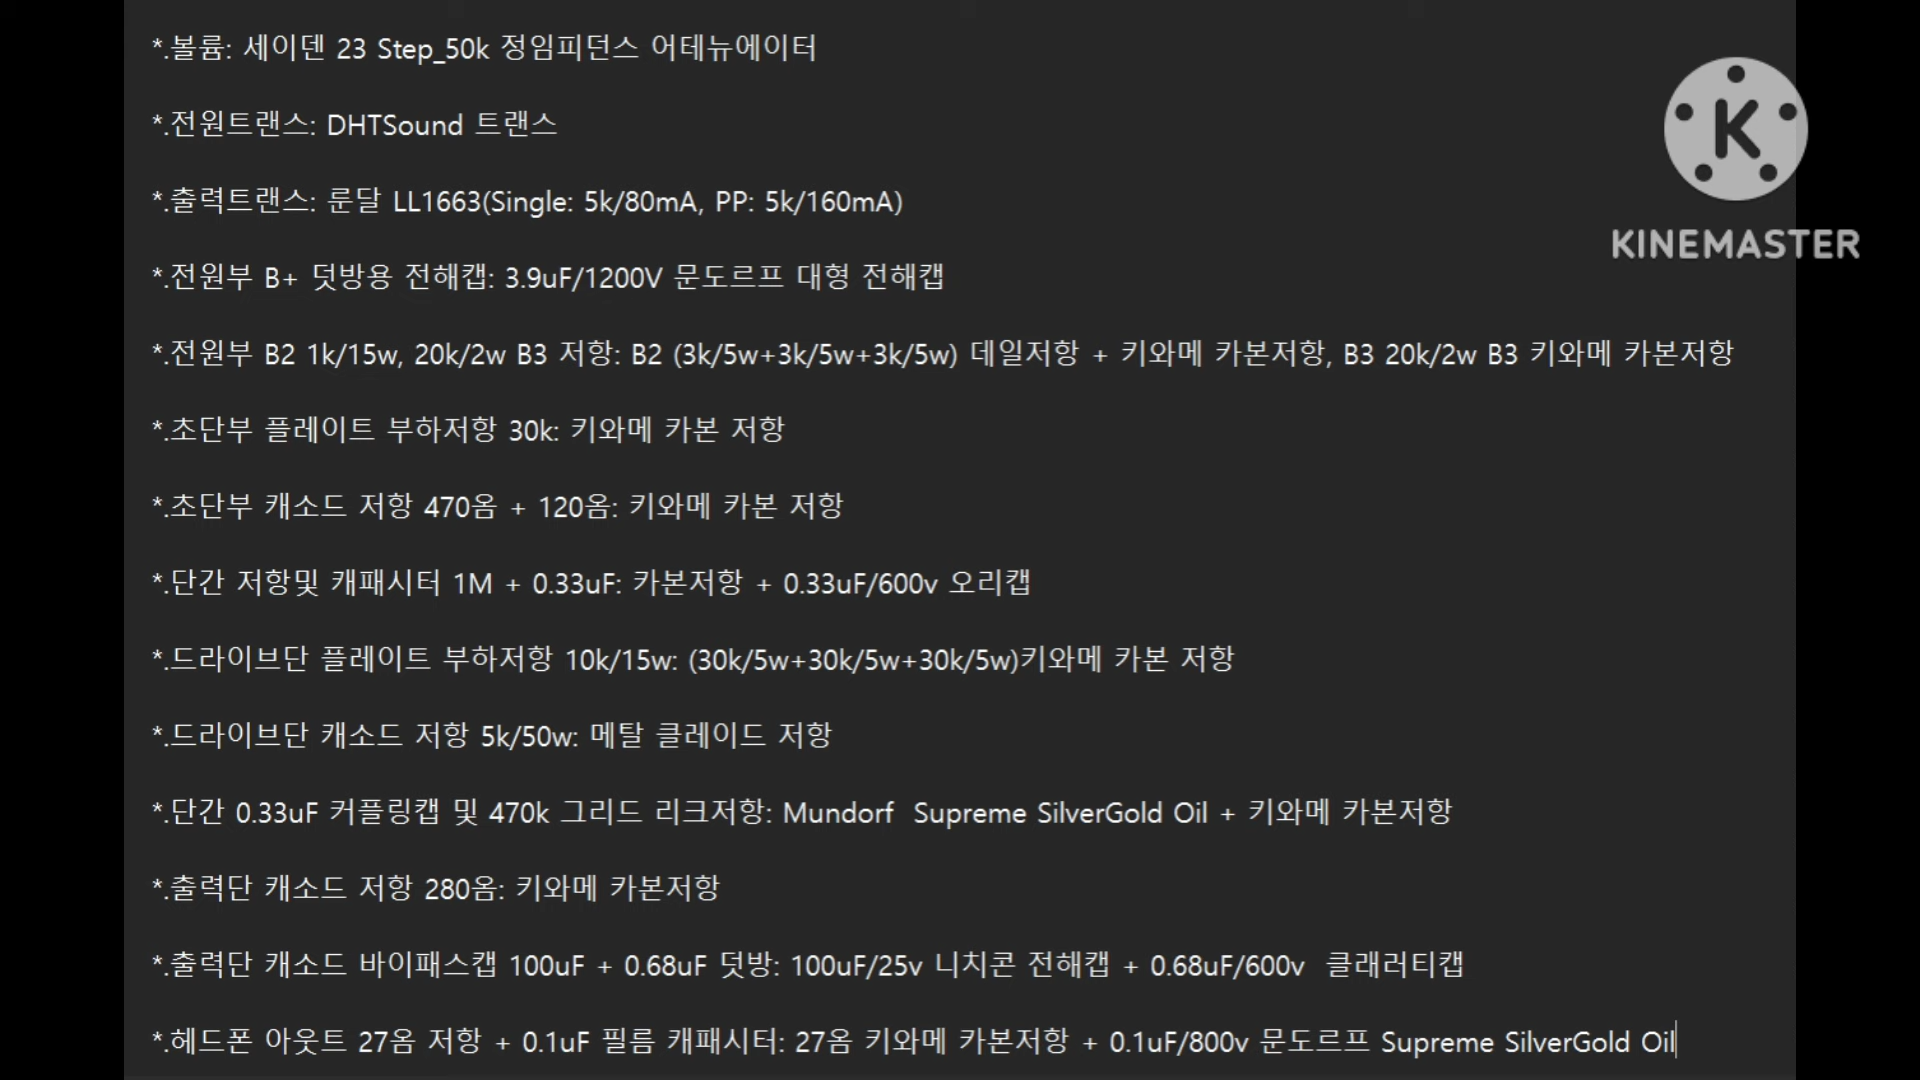 *.볼륨: 세이덴 23 Step_50k 정임피던스 어테뉴에이터
*.전원트랜스: DHTSound 트랜스
*.출력트랜스: 룬달 LL1663(Single: 5k/80mA, PP: 5k/160mA)
*.전원부 B+ 덧방용 전해캡: 3.9uF/1200V 문도르프 대형 전해캡
*.전원부 B2 1k/15w, 20k/2w B3 저항: B2 (3k/5w+3k/5w+3k/5w) 데일저항 + 키와메 카본저항, B3 20k/2w B3 키와메 카본저항
*.초단부 플레이트 부하저항 30k: 키와메 카본 저항
*.초단부 캐소드 저항 470옴 + 120옴: 키와메 카본 저항
*.단간 저항및 캐패시터 1M + 0.33uF: 카본저항 + 0.33uF/600v 오리캡
*.드라이브단 플레이트 부하저항 10k/15w: (30k/5w+30k/5w+30k/5w)키와메 카본 저항
*.드라이브단 캐소드 저항 5k/50w: 메탈 클레이드 저항
*.단간 0.33uF 커플링캡 및 470k 그리드 리크저항: Mundorf  Supreme SilverGold Oil + 키와메 카본저항
*.출력단 캐소드 저항 280옴: 키와메 카본저항
*.출력단 캐소드 바이패스캡 100uF + 0.68uF 덧방: 100uF/25v 니치콘 전해캡 + 0.68uF/600v  클래러티캡
*.헤드폰 아웃트 27옴 저항 + 0.1uF 필름 캐패시터: 27옴 키와메 카본저항 + 0.1uF/800v 문도르프 Supreme SilverGold Oil
K
KINEMASTER